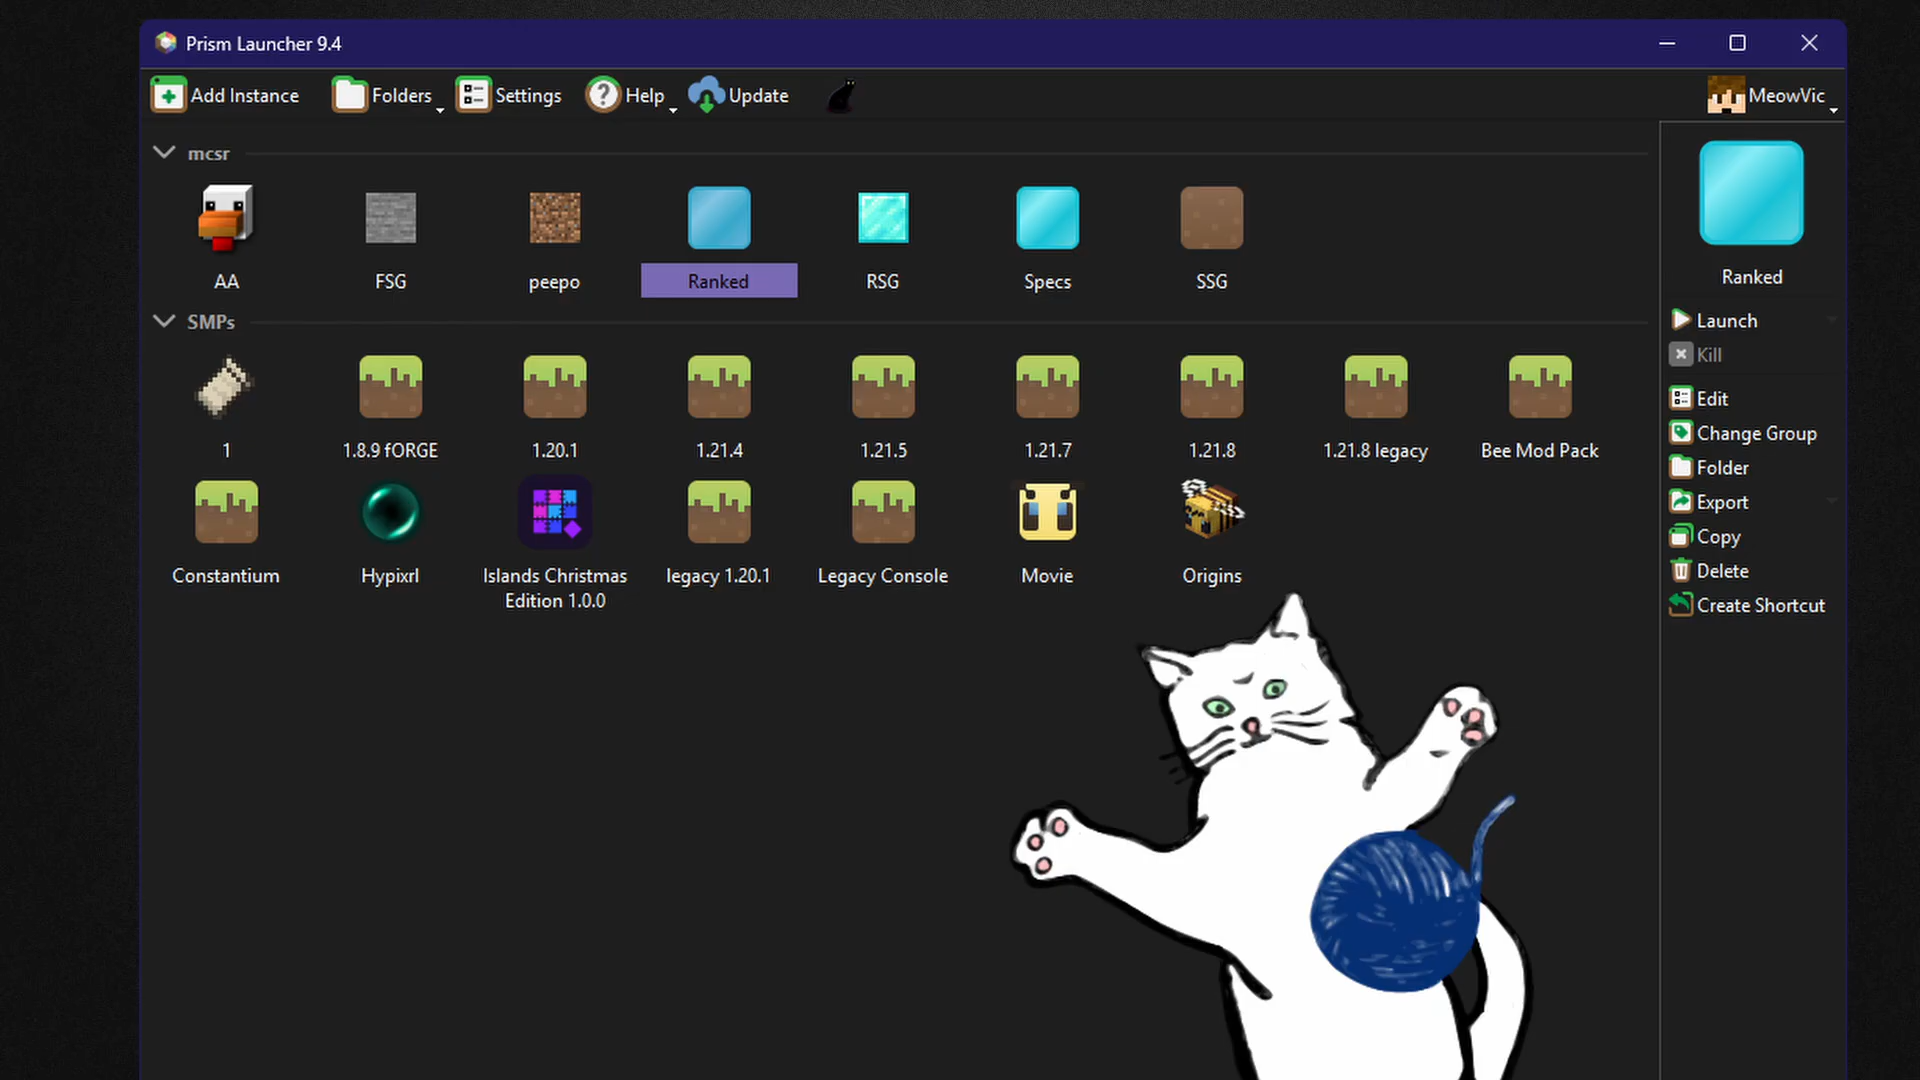 Prism Launcher 9.4
Add Instance Folders Settings Help Update MeowVic
mcsr
AA FSG peepo Ranked RSG Specs SSG
SMPs
1 1.8.9 fORGE 1.20.1 1.21.4 1.21.5 1.21.7 1.21.8 1.21.8 legacy Bee Mod Pack
Constantium Hypixrl Islands Christmas legacy 1.20.1 Legacy Console Movie Origins
Edition 1.0.0
Ranked
Launch
Kill
Edit
Change Group
Folder
Export
Copy
Delete
Create Shortcut